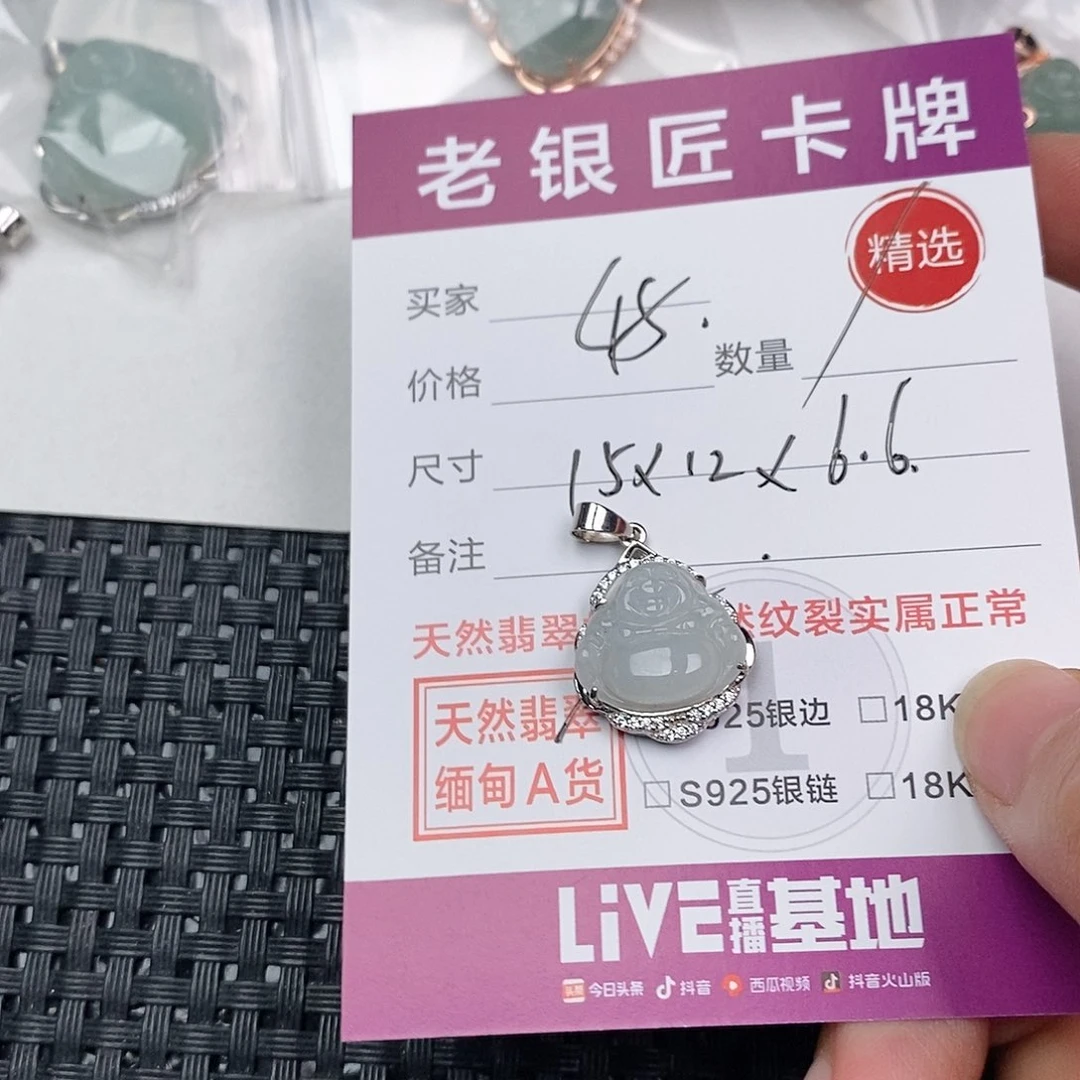 老银匠卡牌
精选
买家
48.
价格
数量
尺寸 15X12X6.6.
备注
天然翡翠 然纹裂实属正常
天然翡翠
缅甸A货
925银边 □18K
□S925银链 □18K
LiVE直播基地
头条 今日头条 抖音 西瓜视频 抖音火山版